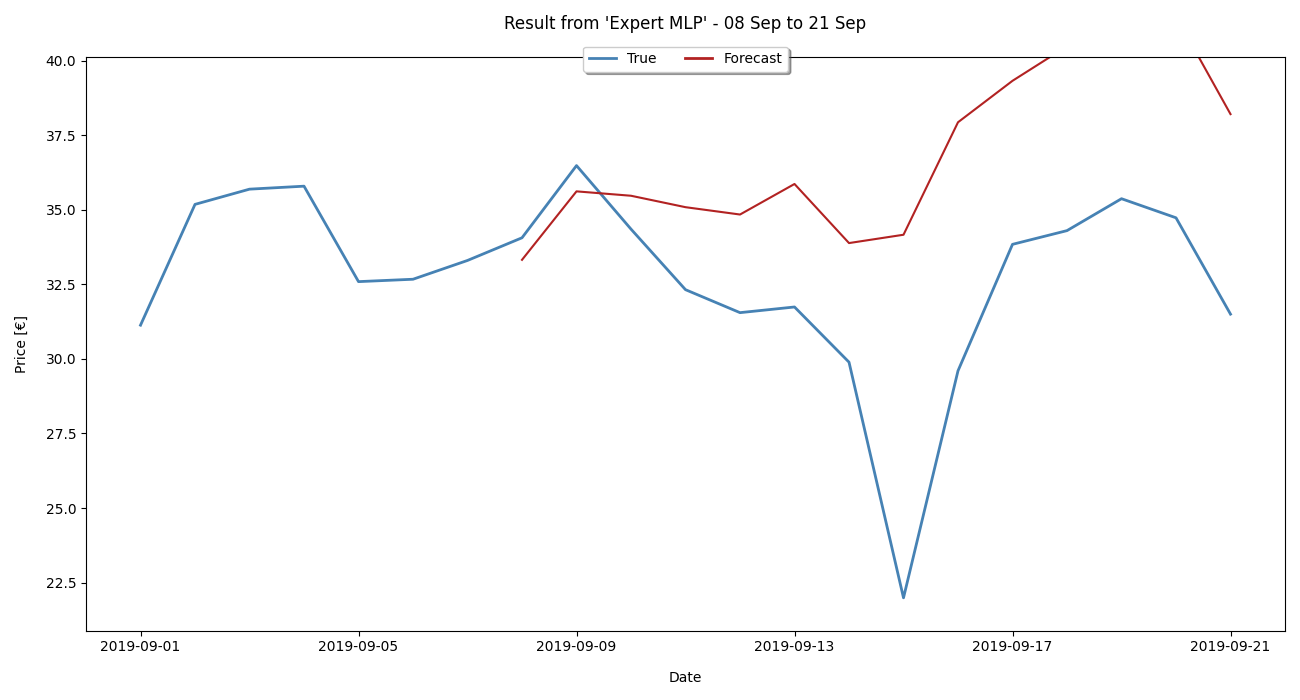 Result from 'Expert MLP' - 08 Sep to 21 Sep
True Forecast
40.0
37.5
35.0
32.5
30.0
27.5
25.0
22.5
Price [€]
2019-09-01 2019-09-05 2019-09-09 2019-09-13 2019-09-17 2019-09-21
Date